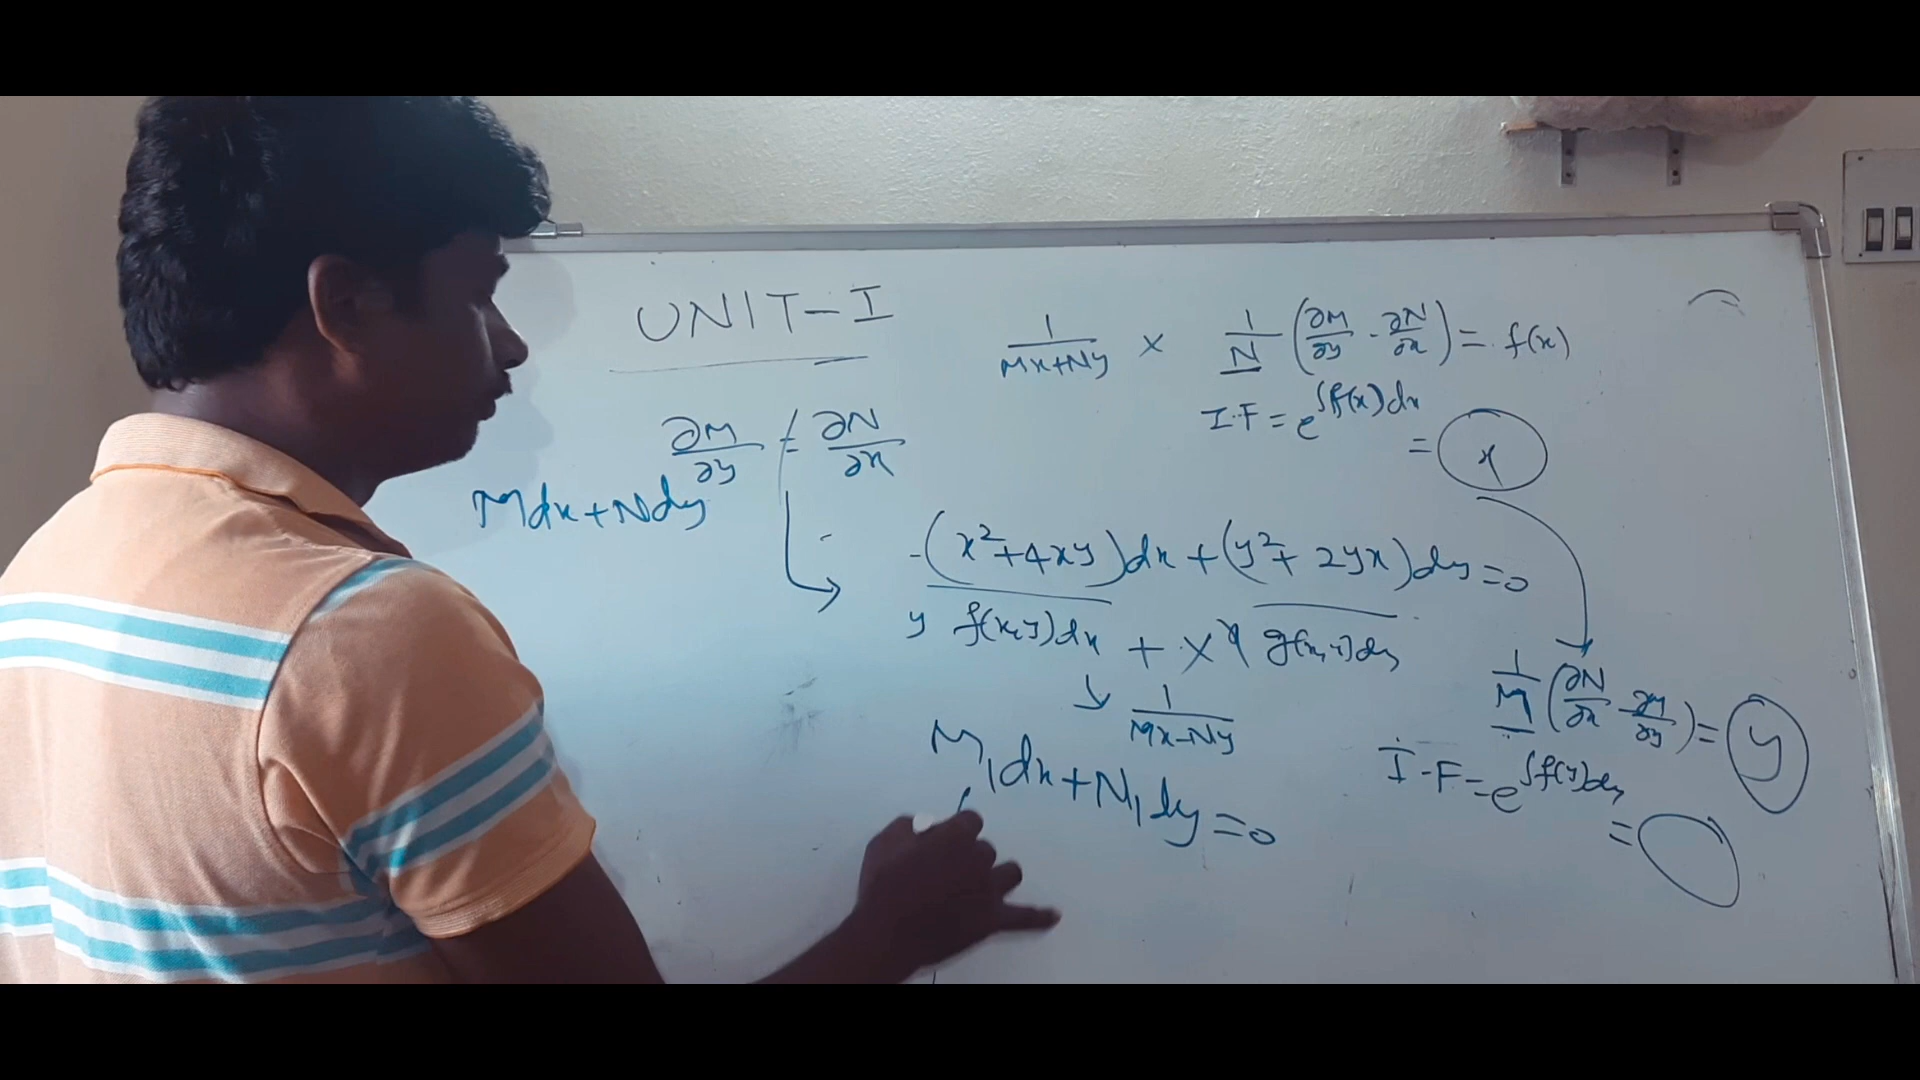 UNIT-I
∂M/∂y ≠ ∂N/∂x
Mdx+Ndy
1/(Mx+Ny) x 1/N (∂M/∂y - ∂N/∂x) = f(x)
I.F = e^∫f(x)dx
= x
(x²+4xy)dx+(y²+2yx)dy=0
y f(x,y)dx + x g(x,y)dy
1/(Mx-Ny)
M₁dx+N₁dy=0
1/M (∂N/∂x - ∂M/∂y) = y
I-F=e^∫f(y)dy
=